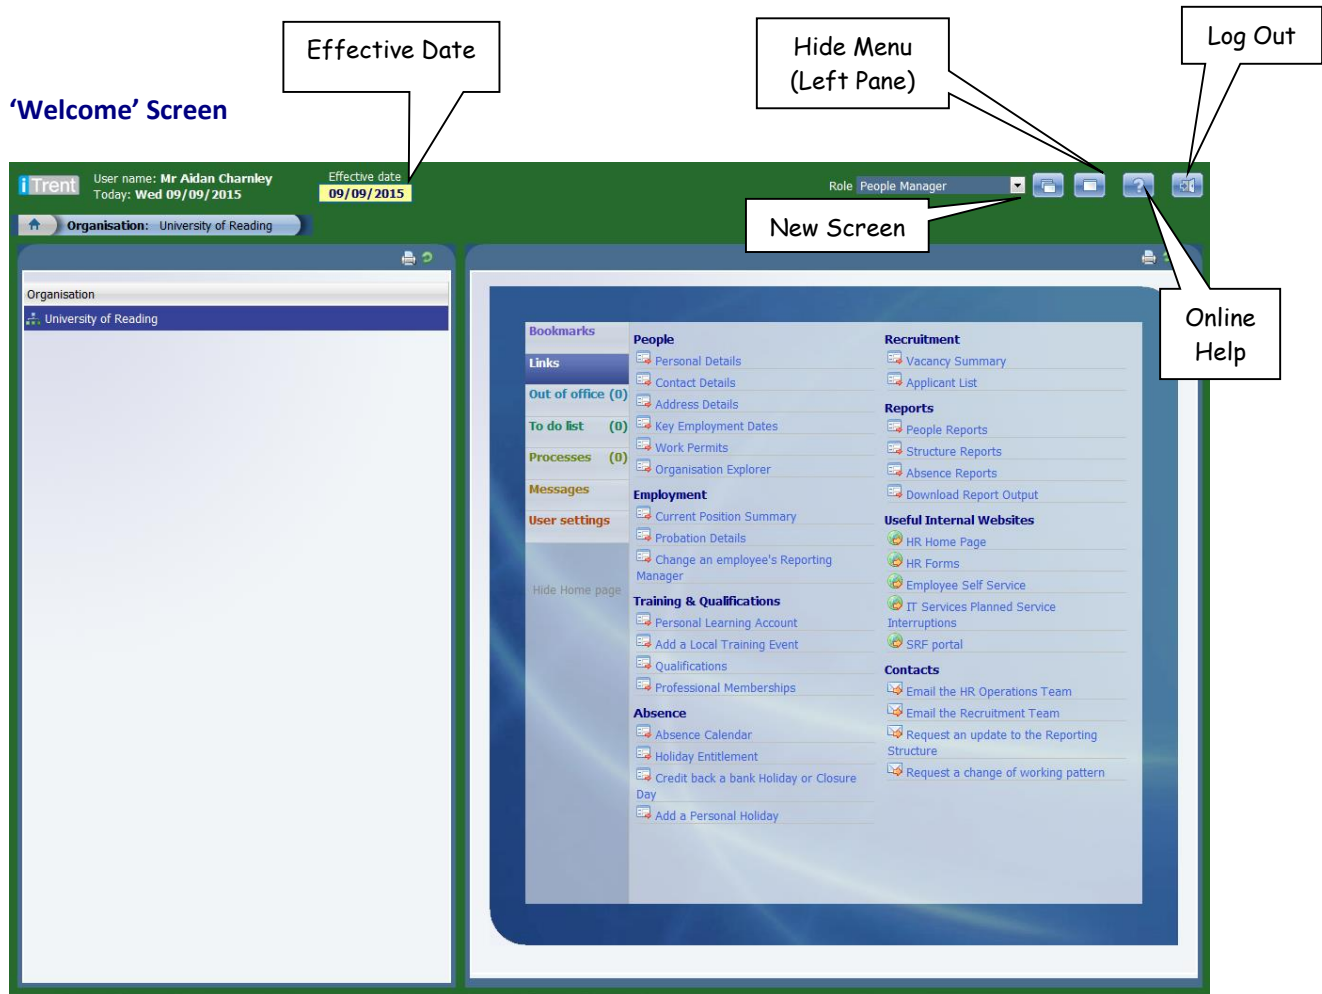 Effective Date
Hide Menu
(Left Pane)
Log Out
‘Welcome’ Screen
iTrent
User name: Mr Aidan Charnley
Today: Wed 09/09/2015
Effective date
09/09/2015
Role People Manager
?
New Screen
Organisation: University of Reading
Online
Help
Organisation
University of Reading
Bookmarks
Links
Out of office (0)
To do list (0)
Processes (0)
Messages
User settings
Hide Home page
People
Personal Details
Contact Details
Address Details
Key Employment Dates
Work Permits
Organisation Explorer
Employment
Current Position Summary
Probation Details
Change an employee's Reporting
Manager
Training & Qualifications
Personal Learning Account
Add a Local Training Event
Qualifications
Professional Memberships
Absence
Absence Calendar
Holiday Entitlement
Credit back a bank Holiday or Closure
Day
Add a Personal Holiday
Recruitment
Vacancy Summary
Applicant List
Reports
People Reports
Structure Reports
Absence Reports
Download Report Output
Useful Internal Websites
HR Home Page
HR Forms
Employee Self Service
IT Services Planned Service
Interruptions
SRF portal
Contacts
Email the HR Operations Team
Email the Recruitment Team
Request an update to the Reporting
Structure
Request a change of working pattern